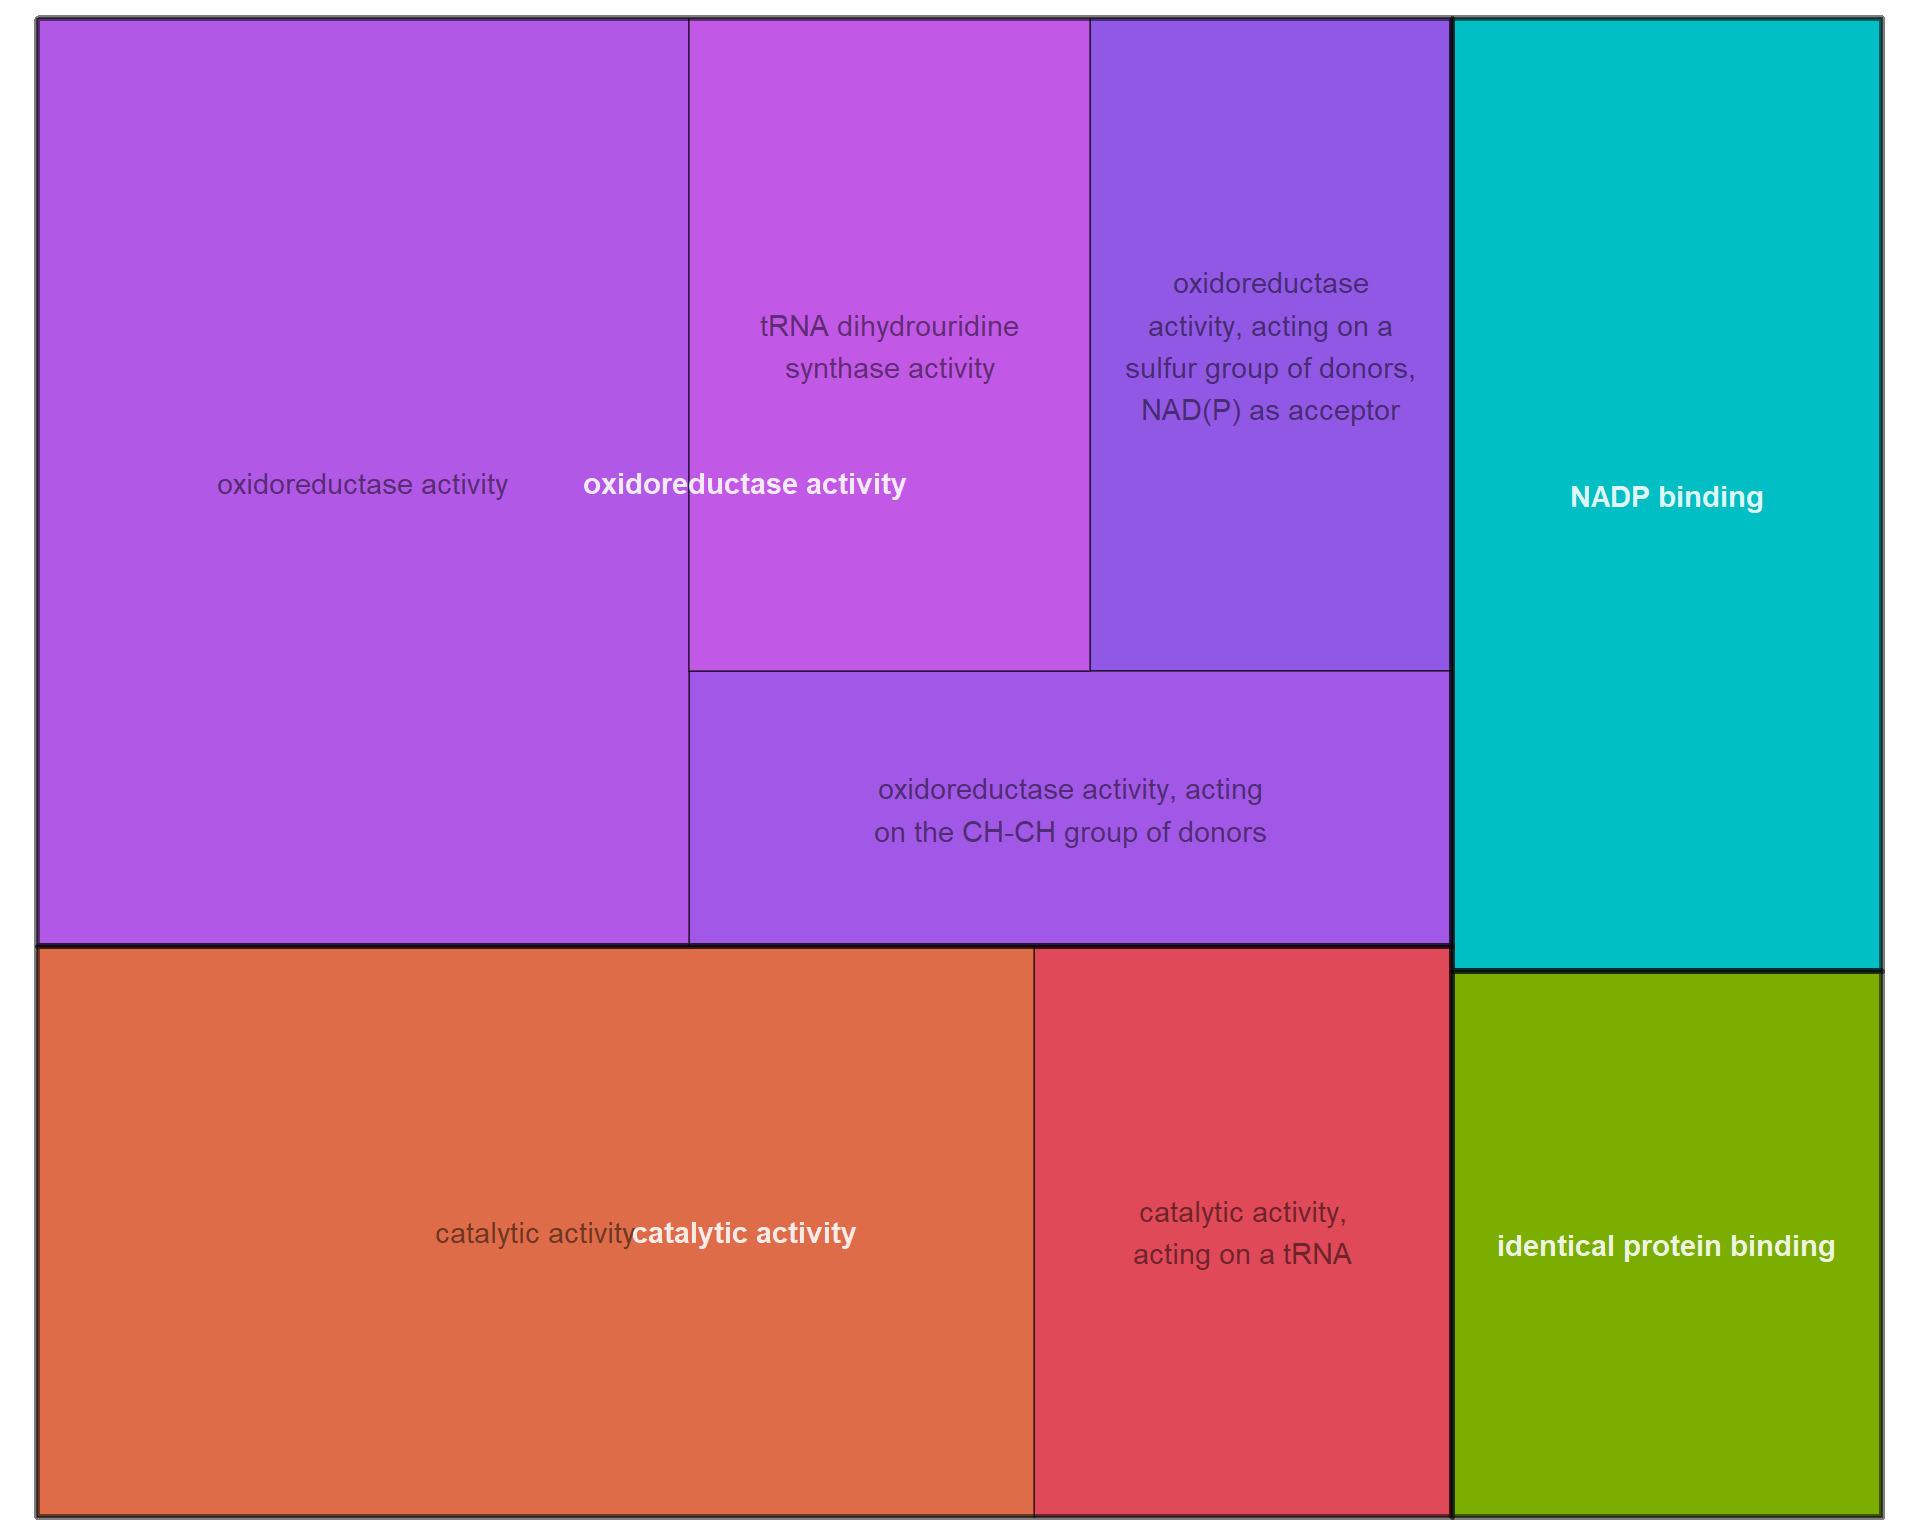 oxidoreductase activity
oxidoreductase activity
tRNA dihydrouridine
synthase activity
oxidoreductase
activity, acting on a
sulfur group of donors,
NAD(P) as acceptor
oxidoreductase activity, acting
on the CH-CH group of donors
NADP binding
catalytic activity
catalytic activity
catalytic activity,
acting on a tRNA
identical protein binding